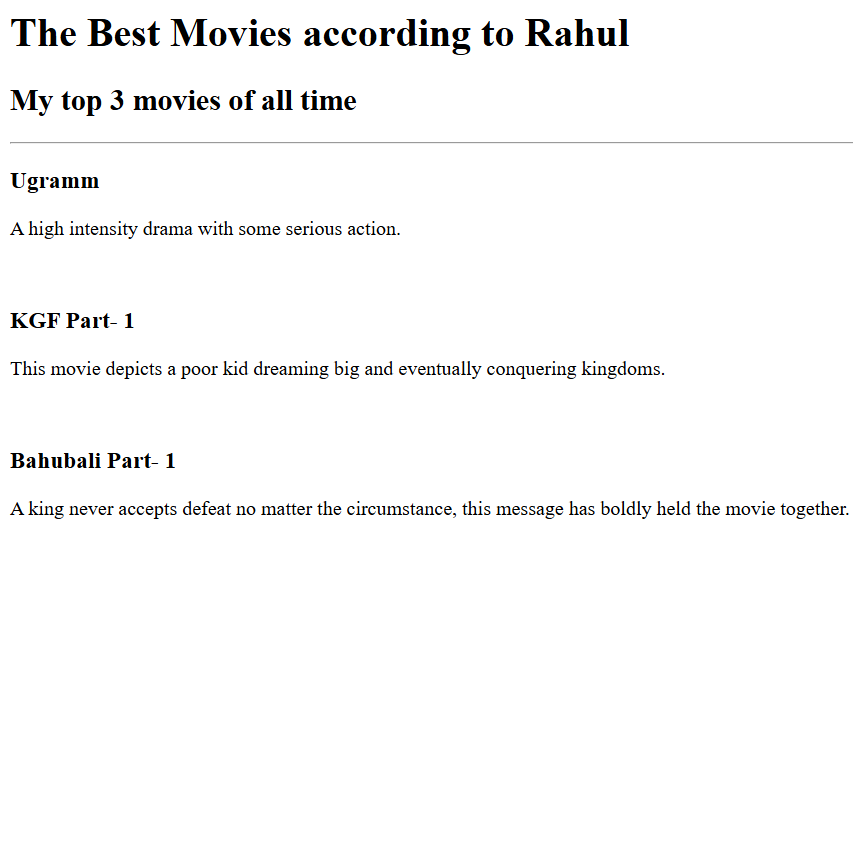 The Best Movies according to Rahul
My top 3 movies of all time
Ugramm
A high intensity drama with some serious action.
KGF Part- 1
This movie depicts a poor kid dreaming big and eventually conquering kingdoms.
Bahubali Part- 1
A king never accepts defeat no matter the circumstance, this message has boldly held the movie together.